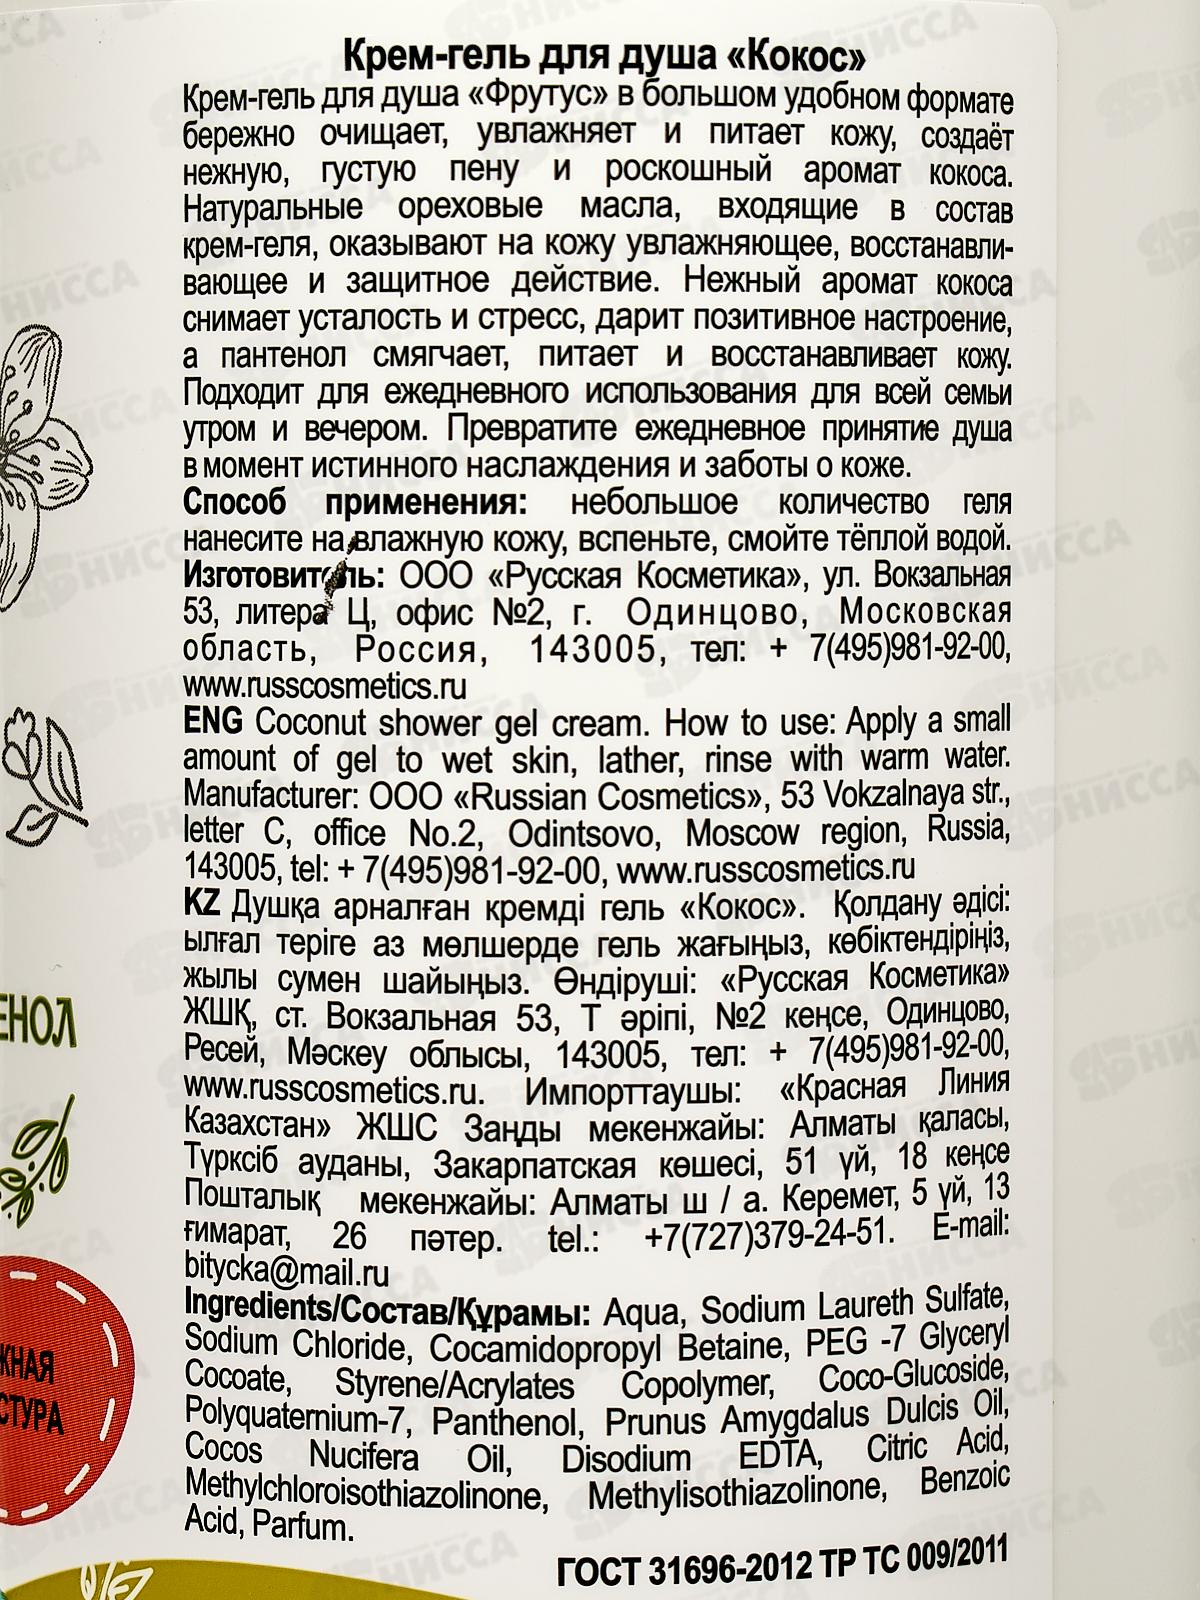 Крем-гель для душа «Кокос»
Крем-гель для душа «Фрутус» в большом удобном формате
бережно очищает, увлажняет и питает кожу, создаёт
нежную, густую пену и роскошный аромат кокоса.
Натуральные ореховые масла, входящие в состав
крем-геля, оказывают на кожу увлажняющее, восстанавли-
вающее и защитное действие. Нежный аромат кокоса
снимает усталость и стресс, дарит позитивное настроение,
а пантенол смягчает, питает и восстанавливает кожу.
Подходит для ежедневного использования для всей семьи
утром и вечером. Превратите ежедневное принятие душа
в момент истинного наслаждения и заботы о коже.
Способ применения: небольшое количество геля
нанесите на влажную кожу, вспеньте, смойте тёплой водой.
Изготовитель: ООО «Русская Косметика», ул. Вокзальная
53, литера Ц, офис №2, г. Одинцово, Московская
область, Россия, 143005, тел: + 7(495)981-92-00,
www.russcosmetics.ru
ENG Coconut shower gel cream. How to use: Apply a small
amount of gel to wet skin, lather, rinse with warm water.
Manufacturer: OOO «Russian Cosmetics», 53 Vokzalnaya str.,
letter C, office No.2, Odintsovo, Moscow region, Russia,
143005, tel: + 7(495)981-92-00, www.russcosmetics.ru
KZ Душқа арналған кремді гель «Кокос». Қолдану әдісі:
ылғал теріге аз мөлшерде гель жағыңыз, көбіктендіріңіз,
жылы сумен шайыңыз. Өндіруші: «Русская Косметика»
ЖШҚ, ст. Вокзальная 53, Т әріпі, №2 кеңсе, Одинцово,
Ресей, Мәскеу облысы, 143005, тел: + 7(495)981-92-00,
www.russcosmetics.ru. Импорттаушы: «Красная Линия
Казахстан» ЖШС Заңды мекенжайы: Алматы қаласы,
Түрксіб ауданы, Закарпатская көшесі, 51 үй, 18 кеңсе
Пошталық мекенжайы: Алматы ш / а. Керемет, 5 үй, 13
ғимарат, 26 пәтер. tel.: +7(727)379-24-51. E-mail:
bitycka@mail.ru
Ingredients/Состав/Құрамы: Aqua, Sodium Laureth Sulfate,
Sodium Chloride, Cocamidopropyl Betaine, PEG -7 Glyceryl
Cocoate, Styrene/Acrylates Copolymer, Coco-Glucoside,
Polyquaternium-7, Panthenol, Prunus Amygdalus Dulcis Oil,
Cocos Nucifera Oil, Disodium EDTA, Citric Acid,
Methylchloroisothiazolinone, Methylisothiazolinone, Benzoic
Acid, Parfum.
ГОСТ 31696-2012 ТР ТС 009/2011
ЕНОЛ
ЖНАЯ
СТУРА
НИССА